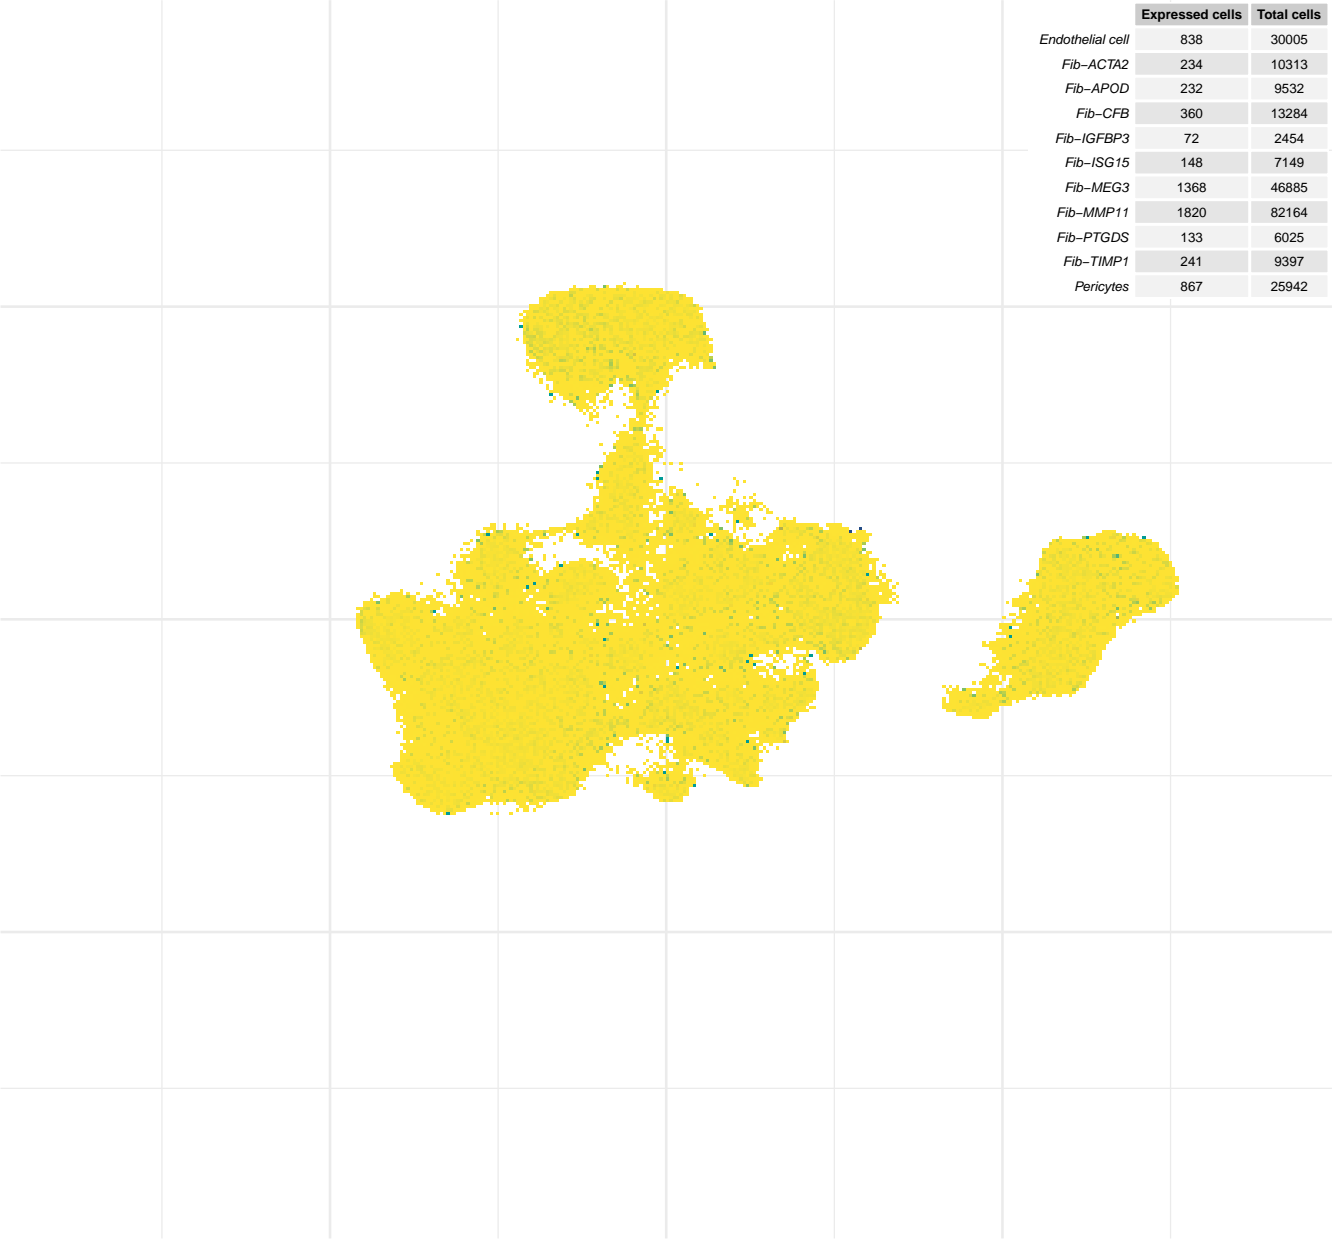 Expressed cells Total cells
Endothelial cell 838 30005
Fib−ACTA2 234 10313
Fib−APOD 232 9532
Fib−CFB 360 13284
Fib−IGFBP3 72 2454
Fib−ISG15 148 7149
Fib−MEG3 1368 46885
Fib−MMP11 1820 82164
Fib−PTGDS 133 6025
Fib−TIMP1 241 9397
Pericytes 867 25942